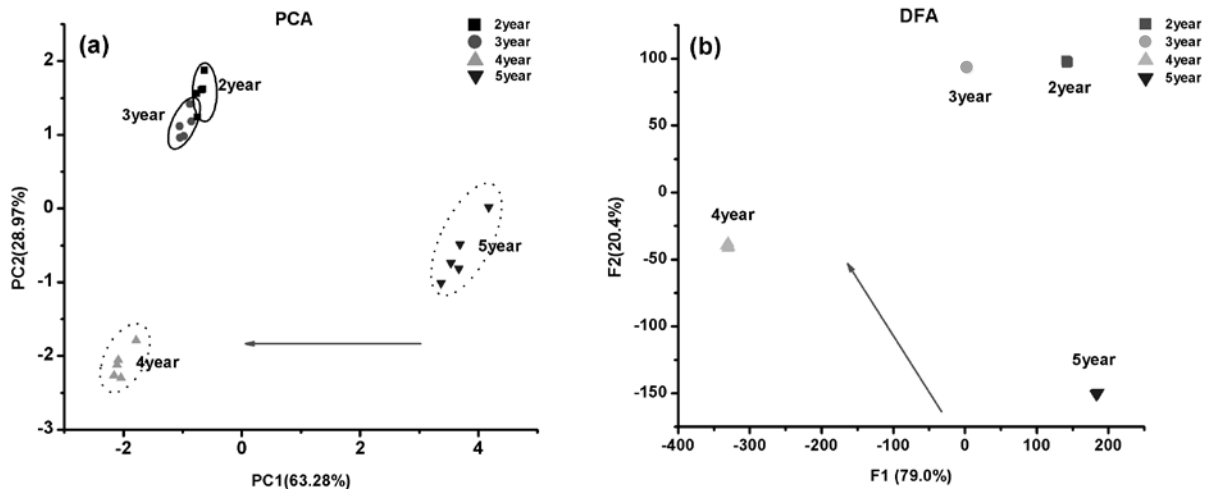 PCA
(a)
2year
3year
4year
5year
2year
3year
5year
4year
2
1
0
-1
-2
-3
-2
0
2
4
PC2(28.97%)
PC1(63.28%)
DFA
(b)
2year
3year
4year
5year
3year
2year
4year
5year
100
50
0
-50
-100
-150
-400
-300
-200
-100
0
100
200
F2(20.4%)
F1 (79.0%)